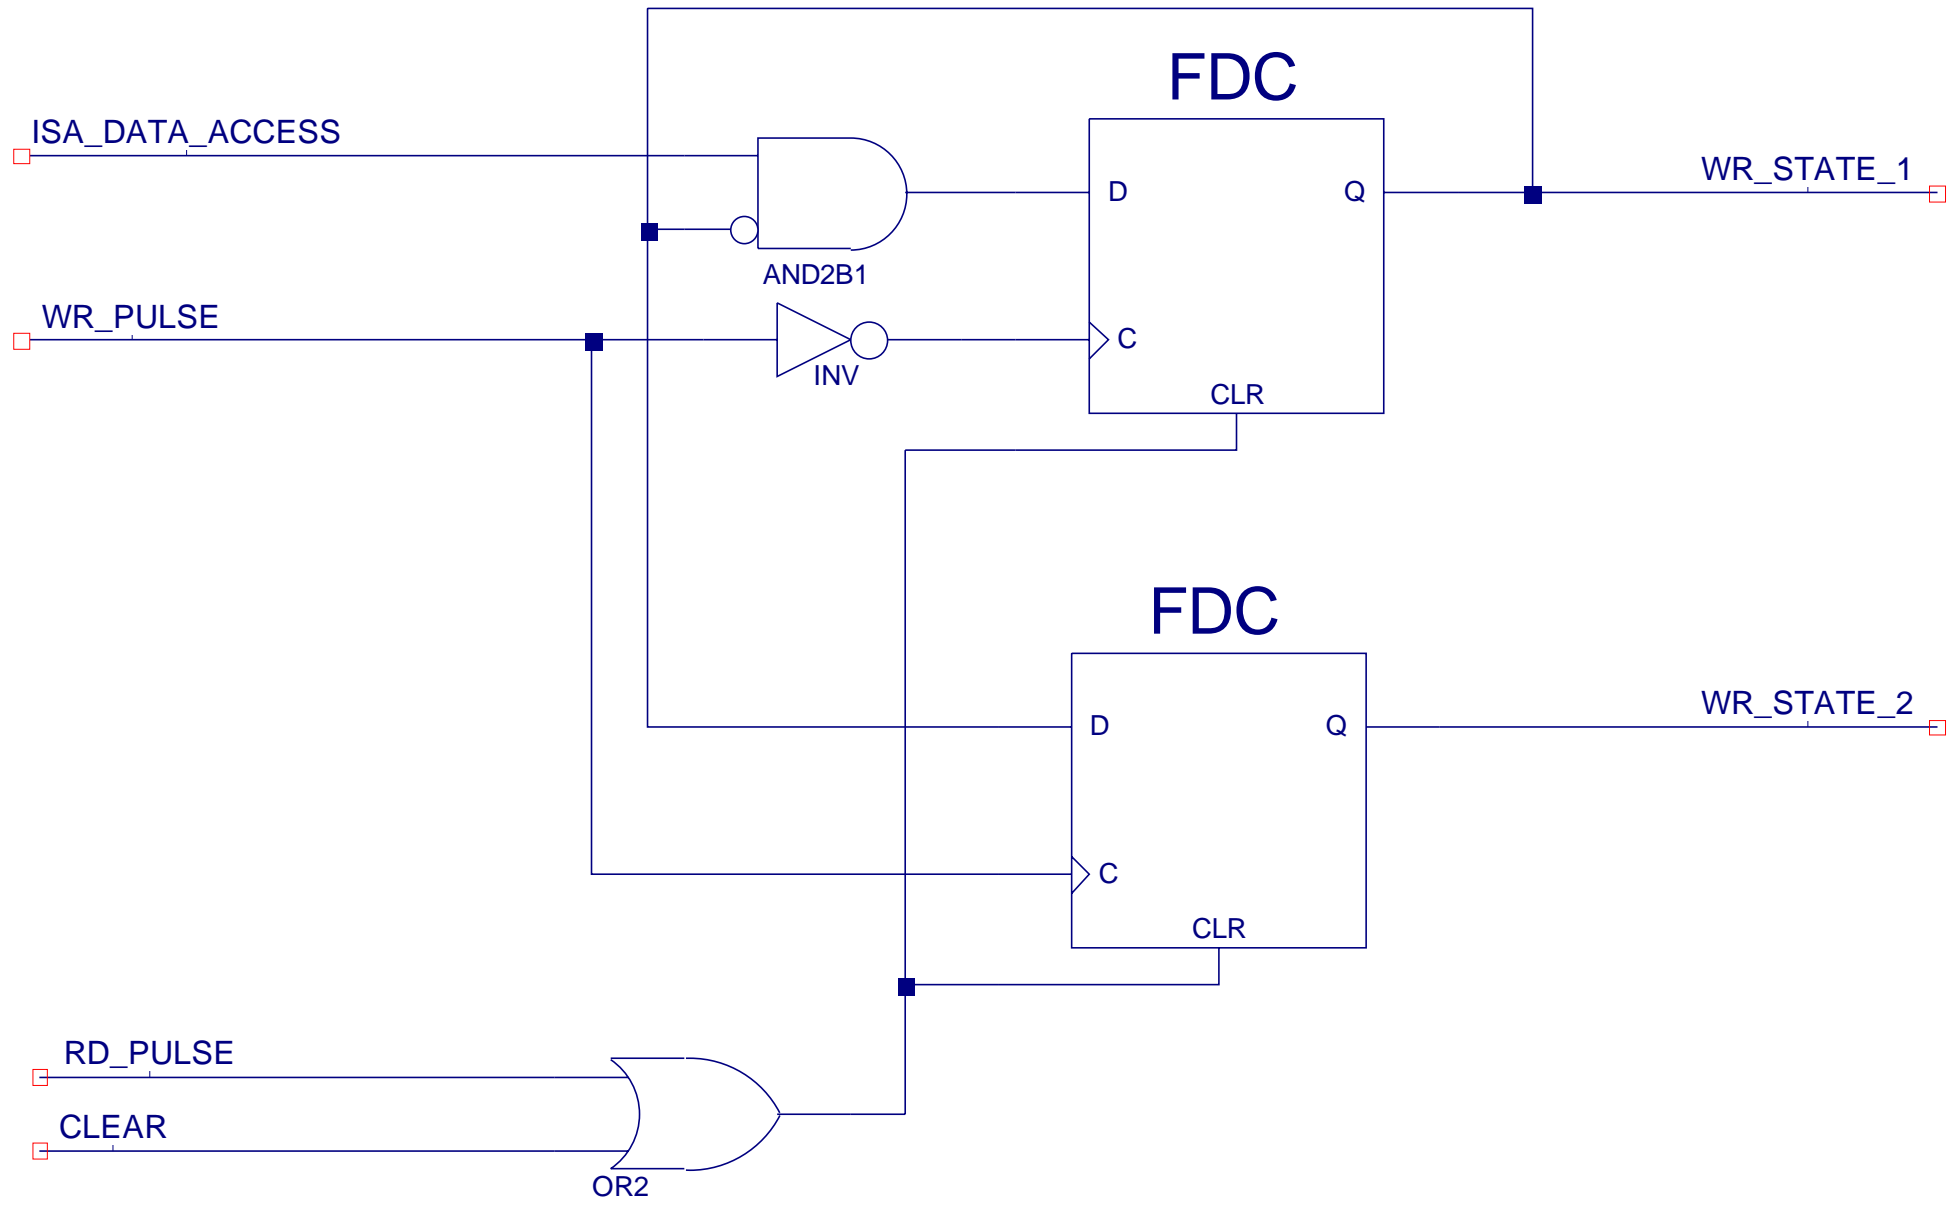 FDC
ISA_DATA_ACCESS
WR_STATE_1
D
Q
AND2B1
WR_PULSE
C
INV
CLR
FDC
WR_STATE_2
D
Q
C
CLR
RD_PULSE
CLEAR
OR2